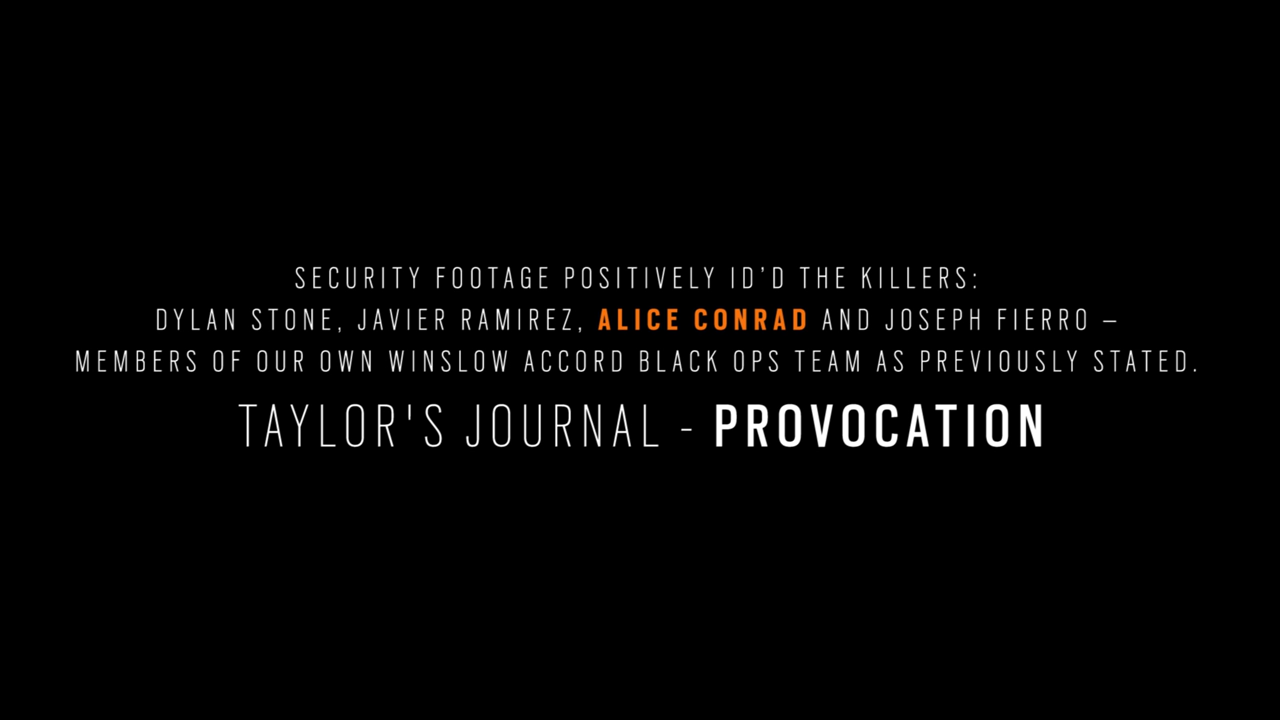 SECURITY FOOTAGE POSITIVELY ID'D THE KILLERS:
DYLAN STONE, JAVIER RAMIREZ, ALICE CONRAD AND JOSEPH FIERRO –
MEMBERS OF OUR OWN WINSLOW ACCORD BLACK OPS TEAM AS PREVIOUSLY STATED.
TAYLOR'S JOURNAL - PROVOCATION